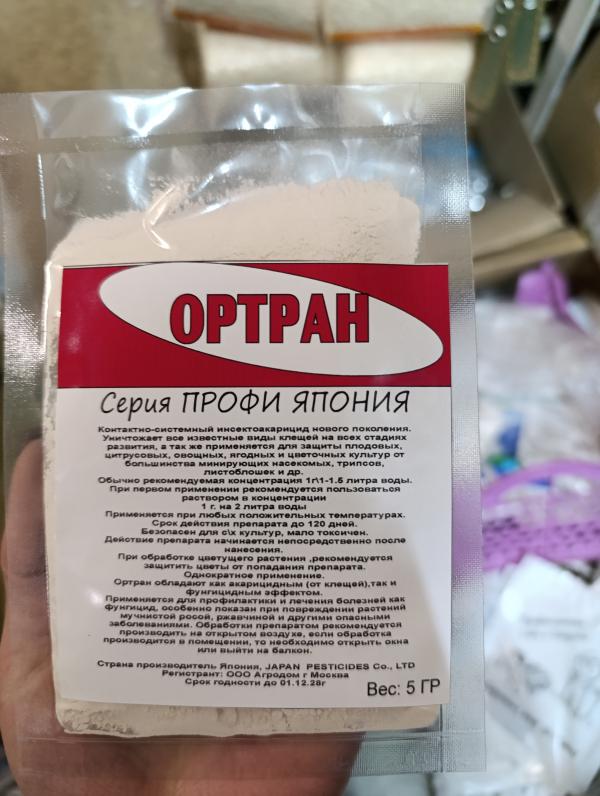 ОРТРАН
Серия ПРОФИ ЯПОНИЯ
Контактно-системный инсектоакарицид нового поколения.
Уничтожает все известные виды клещей на всех стадиях
развития, а так же применяется для защиты плодовых,
цитрусовых, овощных, ягодных и цветочных культур от
большинства минирующих насекомых, трипсов,
листоблошек и др.
Обычно рекомендуемая концентрация 1г\1-1.5 литра воды.
При первом применении рекомендуется пользоваться
раствором в концентрации
1 г. на 2 литра воды
Применяется при любых положительных температурах.
Срок действия препарата до 120 дней.
Безопасен для с\х культур, мало токсичен.
Действие препарата начинается непосредственно после
нанесения.
При обработке цветущего растения ,рекомендуется
защитить цветы от попадания препарата.
Однократное применение.
Ортран обладают как акарицидным (от клещей),так и
фунгицидным эффектом.
Применяется для профилактики и лечения болезней как
фунгицид, особенно показан при повреждении растений
мучнистой росой, ржавчиной и другими опасными
заболеваниями. Обработки препаратом рекомендуется
производить на открытом воздухе, если обработка
производится в помещении, то необходимо открыть окна
или выйти на балкон.
Страна производитель Япония, JAPAN PESTICIDES Co., LTD
Регистрант: ООО Агродом г Москва
Срок годности до 01.12.28г
Вес: 5 ГР